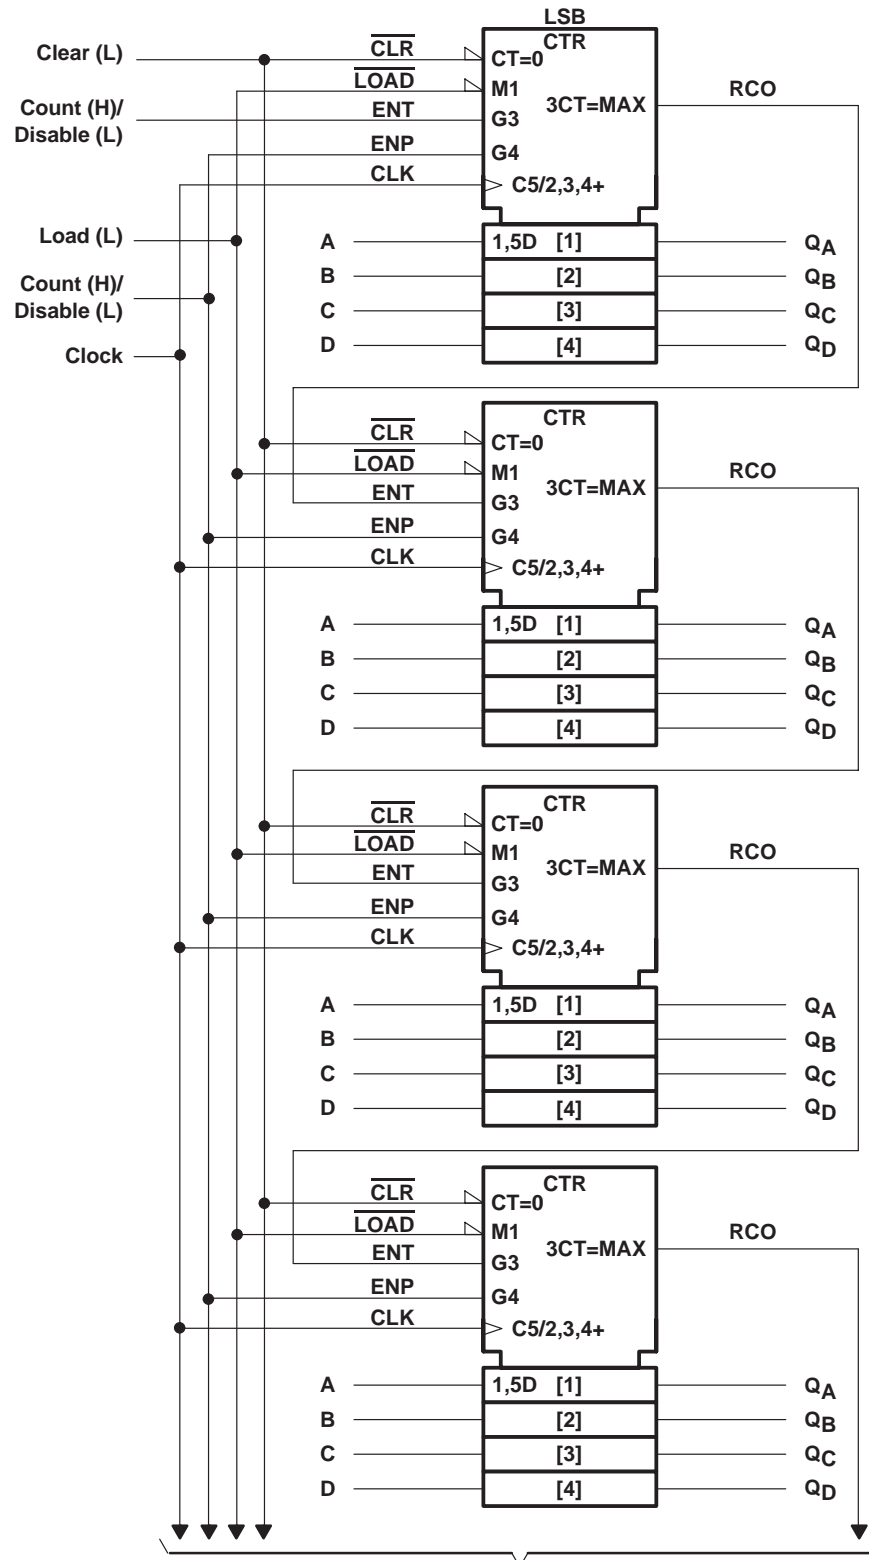 LSB
CTR
Clear (L)
CLR
CT=0
LOAD
M1
Count (H)/
Disable (L)
ENT
G3
3CT=MAX
RCO
ENP
G4
CLK
C5/2,3,4+
Load (L)
A
1,5D [1]
QA
Count (H)/
Disable (L)
B
[2]
QB
C
[3]
QC
Clock
D
[4]
QD
CTR
CLR
CT=0
LOAD
M1
3CT=MAX
RCO
ENT
G3
ENP
G4
CLK
C5/2,3,4+
A
1,5D [1]
QA
B
[2]
QB
C
[3]
QC
D
[4]
QD
CTR
CLR
CT=0
LOAD
M1
3CT=MAX
RCO
ENT
G3
ENP
G4
CLK
C5/2,3,4+
A
1,5D [1]
QA
B
[2]
QB
C
[3]
QC
D
[4]
QD
CTR
CLR
CT=0
LOAD
M1
3CT=MAX
RCO
ENT
G3
ENP
G4
CLK
C5/2,3,4+
A
1,5D [1]
QA
B
[2]
QB
C
[3]
QC
D
[4]
QD